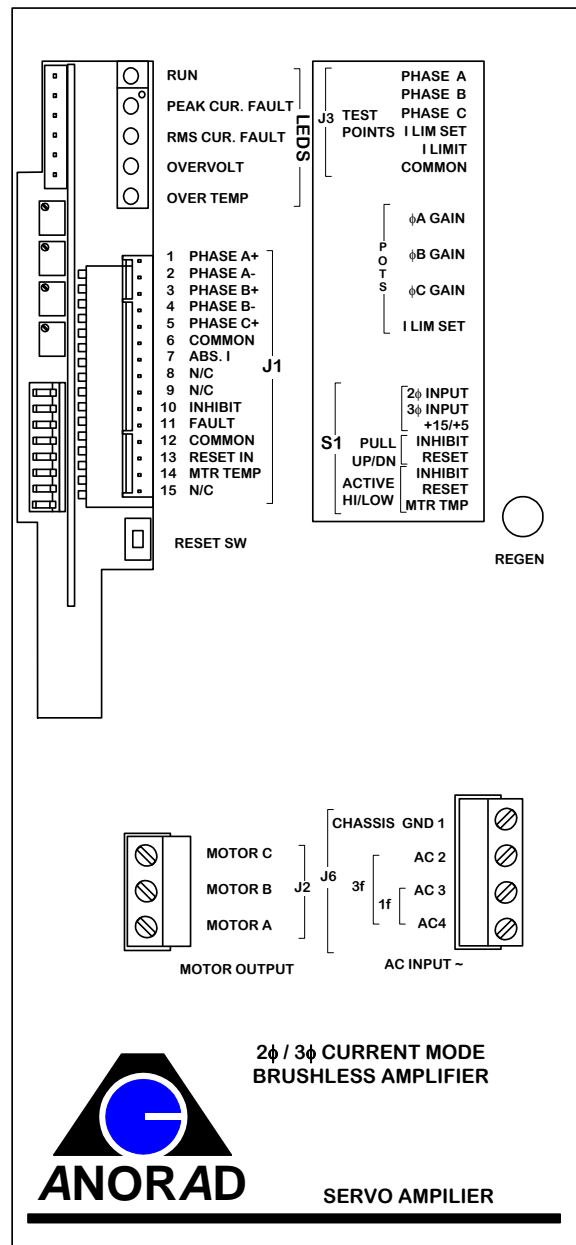 RUN
PEAK CUR. FAULT
RMS CUR. FAULT
OVERVOLT
OVER TEMP
LEDS
1 PHASE A+
2 PHASE A-
3 PHASE B+
4 PHASE B-
5 PHASE C+
6 COMMON
7 ABS. I
8 N/C
9 N/C
10 INHIBIT
11 FAULT
12 COMMON
13 RESET IN
14 MTR TEMP
15 N/C
J1
RESET SW
J3 TEST
POINTS
PHASE A
PHASE B
PHASE C
I LIM SET
I LIMIT
COMMON
POTS
ϕA GAIN
ϕB GAIN
ϕC GAIN
I LIM SET
S1
2ϕ INPUT
3ϕ INPUT
+15/+5
PULL
UP/DN
INHIBIT
RESET
ACTIVE
HI/LOW
INHIBIT
RESET
MTR TMP
REGEN
MOTOR C
MOTOR B
MOTOR A
J2
MOTOR OUTPUT
J6
CHASSIS GND 1
AC 2
AC 3
AC4
3f
1f
AC INPUT ~
2ϕ / 3ϕ CURRENT MODE
BRUSHLESS AMPLIFIER
ANORAD
SERVO AMPILIER